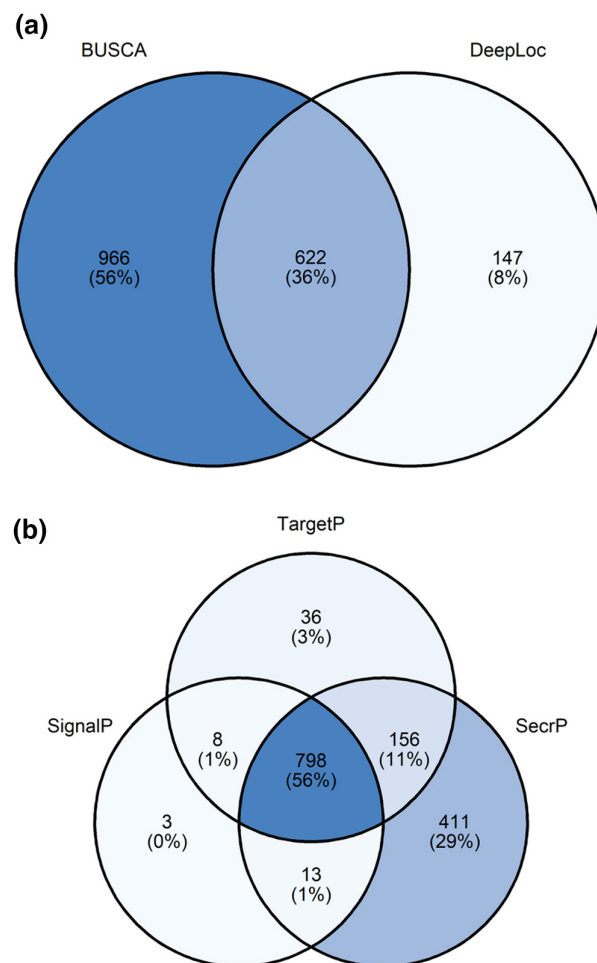 (a)
BUSCA DeepLoc
966 622 147
(56%) (36%) (8%)
(b)
TargetP
36
(3%)
SignalP SecrP
8 798 156
(1%) (56%) (11%)
3 411
(0%) (29%)
13
(1%)